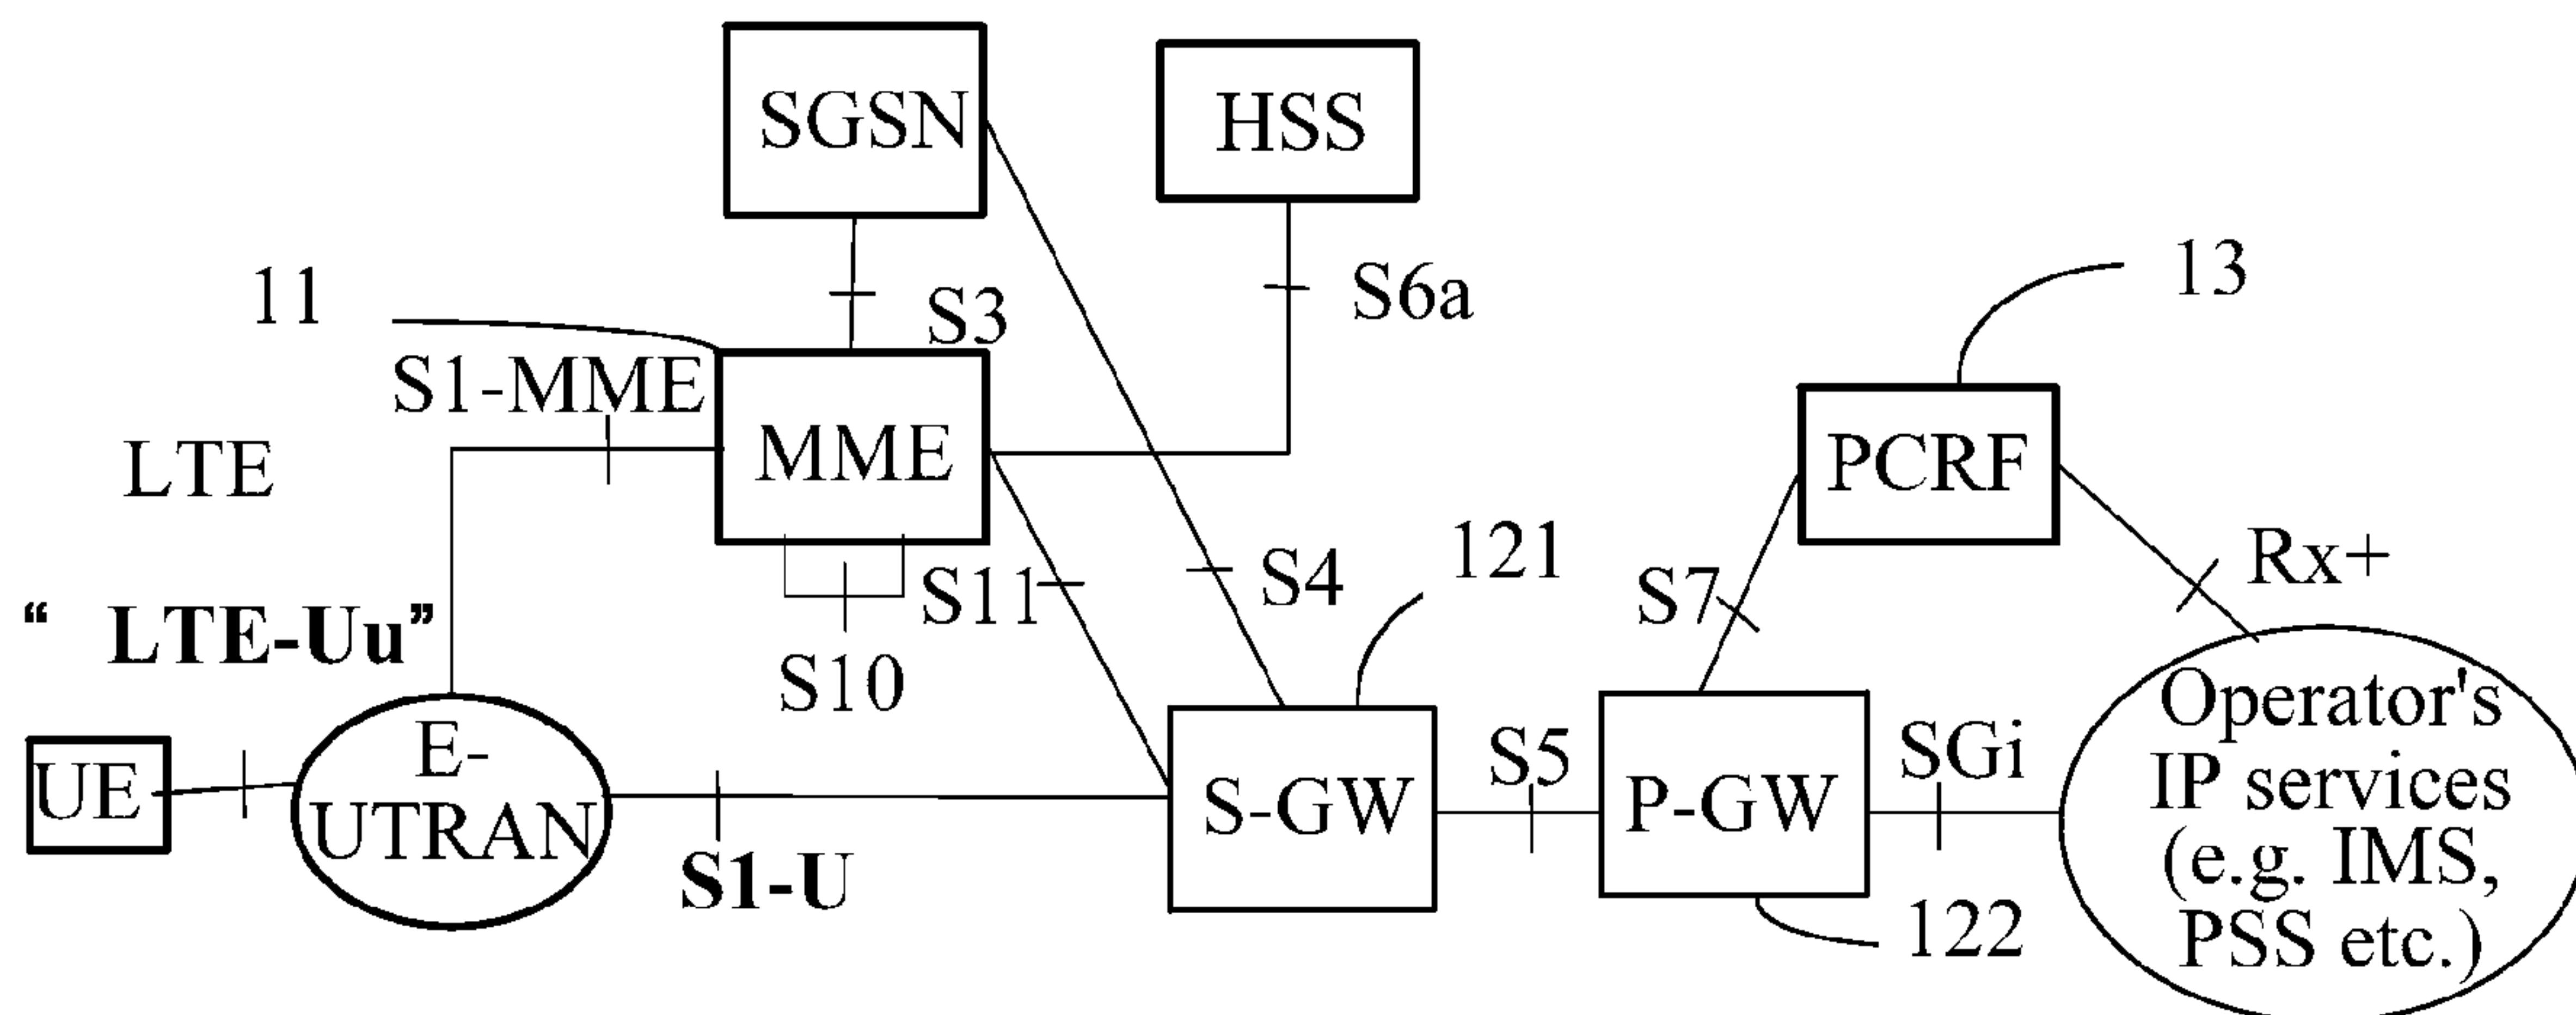 SGSN
HSS
11
S3
S6a
13
S1-MME
LTE
MME
PCRF
“ LTE-Uu”
S10
S11
S4
121
S7
Rx+
UE
E-
UTRAN
S1-U
S-GW
S5
P-GW
SGi
122
Operator's
IP services
(e.g. IMS,
PSS etc.)